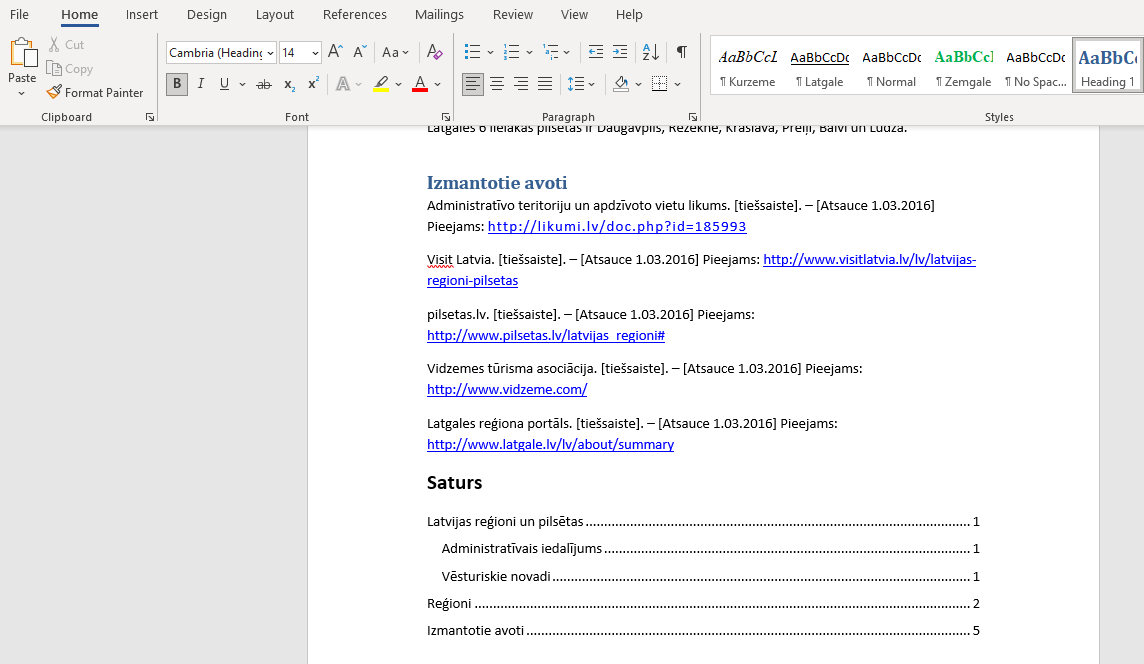 File Home Insert Design Layout References Mailings Review View Help
Paste
Cut
Copy
Format Painter
Clipboard
Cambria (Heading 14
Aa
B I U ab x₂ x² A A
Font
Paragraph
AaBbCcL AaBbCcDc AaBbCcDc AaBbCcI AaBbCcDc AaBbCc
¶ Kurzeme ¶ Latgale ¶ Normal ¶ Zemgale ¶ No Spac... Heading 1
Styles
Latgales 6 lielākās pilsētas ir Daugavpils, Rēzekne, Krāslava, Preiļi, Balvi un Ludza.
Izmantotie avoti
Administratīvo teritoriju un apdzīvoto vietu likums. [tiešsaiste]. – [Atsauce 1.03.2016]
Pieejams: http://likumi.lv/doc.php?id=185993
Visit Latvia. [tiešsaiste]. – [Atsauce 1.03.2016] Pieejams: http://www.visitlatvia.lv/lv/latvijas-
regioni-pilsetas
pilsetas.lv. [tiešsaiste]. – [Atsauce 1.03.2016] Pieejams:
http://www.pilsetas.lv/latvijas_regioni#
Vidzemes tūrisma asociācija. [tiešsaiste]. – [Atsauce 1.03.2016] Pieejams:
http://www.vidzeme.com/
Latgales reģiona portāls. [tiešsaiste]. – [Atsauce 1.03.2016] Pieejams:
http://www.latgale.lv/lv/about/summary
Saturs
Latvijas reģioni un pilsētas 1
Administratīvais iedalījums 1
Vēsturiskie novadi 1
Reģioni 2
Izmantotie avoti 5